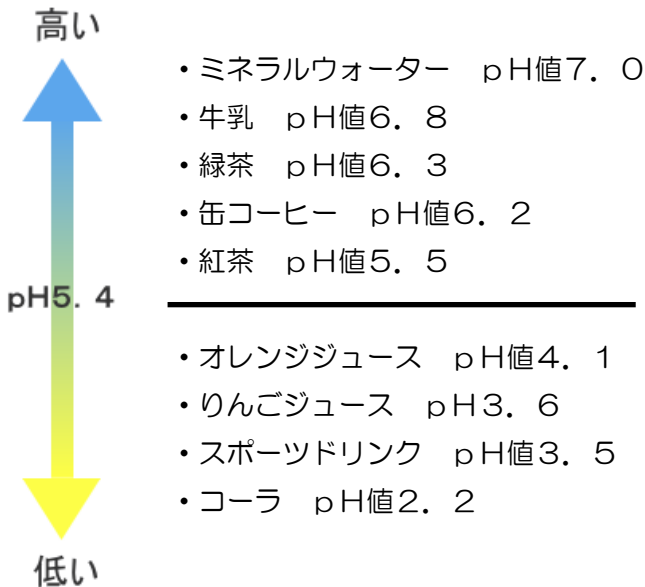 高い
・ミネラルウォーター　ｐＨ値７．０
・牛乳　ｐＨ値６．８
・緑茶　ｐＨ値６．３
・缶コーヒー　ｐＨ値６．２
・紅茶　ｐＨ値５．５
pH5．4
・オレンジジュース　ｐＨ値４．１
・りんごジュース　ｐＨ３．６
・スポーツドリンク　ｐＨ値３．５
・コーラ　ｐＨ値２．２
低い